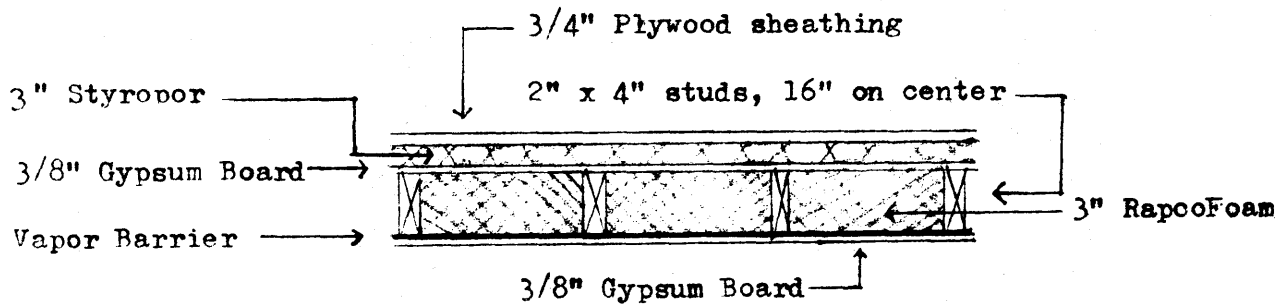 3/4" Plywood sheathing
3" Styropor
2" x 4" studs, 16" on center
3/8" Gypsum Board
3" RapcoFoam
Vapor Barrier
3/8" Gypsum Board